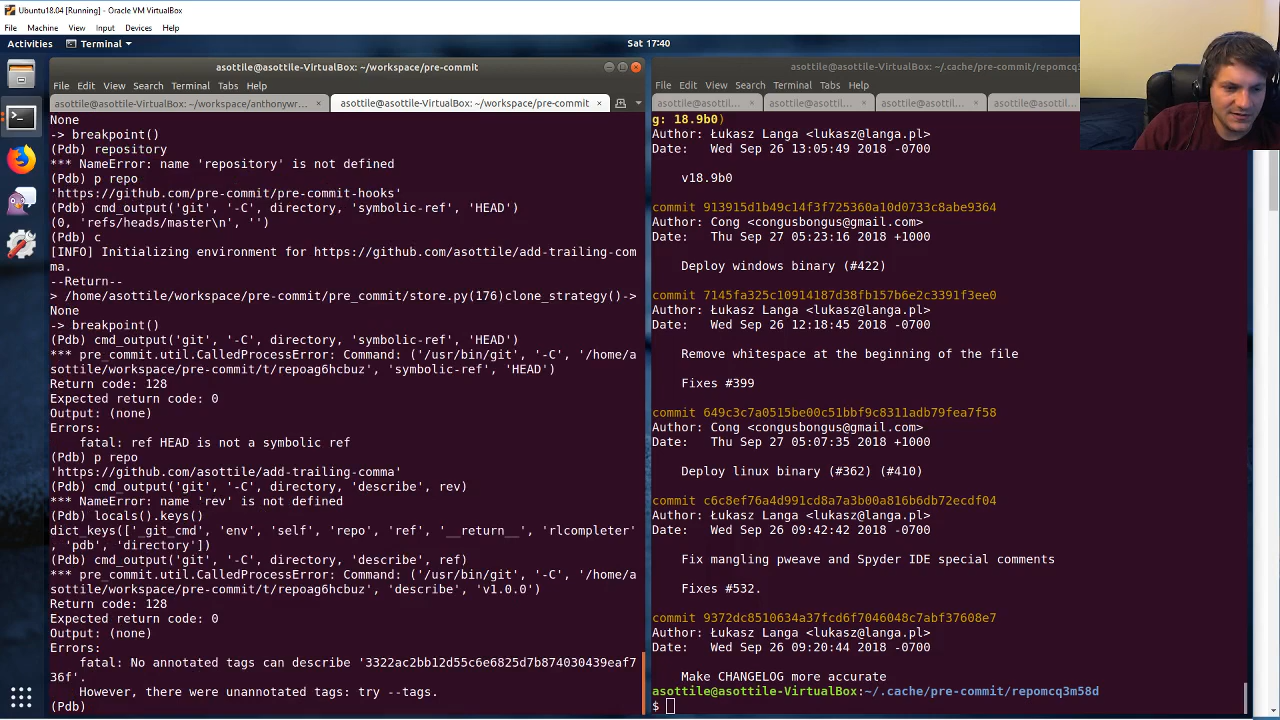 Ubuntu18.04 [Running] - Oracle VM VirtualBox
File Machine View Input Devices Help
Activities Terminal Sat 17:40
asottile@asottile-VirtualBox: ~/workspace/pre-commit
File Edit View Search Terminal Tabs Help
asottile@asottile-VirtualBox: ~/workspace/anthonywr... × asottile@asottile-VirtualBox: ~/workspace/pre-commit ×
None
-> breakpoint()
(Pdb) repository
*** NameError: name 'repository' is not defined
(Pdb) p repo
'https://github.com/pre-commit/pre-commit-hooks'
(Pdb) cmd_output('git', '-C', directory, 'symbolic-ref', 'HEAD')
(0, 'refs/heads/master\n', '')
(Pdb) c
[INFO] Initializing environment for https://github.com/asottile/add-trailing-com
ma.
--Return--
> /home/asottile/workspace/pre-commit/pre_commit/store.py(176)clone_strategy()->
None
-> breakpoint()
(Pdb) cmd_output('git', '-C', directory, 'symbolic-ref', 'HEAD')
*** pre_commit.util.CalledProcessError: Command: ('/usr/bin/git', '-C', '/home/a
sottile/workspace/pre-commit/t/repoag6hcbuz', 'symbolic-ref', 'HEAD')
Return code: 128
Expected return code: 0
Output: (none)
Errors:
    fatal: ref HEAD is not a symbolic ref
(Pdb) p repo
'https://github.com/asottile/add-trailing-comma'
(Pdb) cmd_output('git', '-C', directory, 'describe', rev)
*** NameError: name 'rev' is not defined
(Pdb) locals().keys()
dict_keys(['_git_cmd', 'env', 'self', 'repo', 'ref', '__return__', 'rlcompleter'
, 'pdb', 'directory'])
(Pdb) cmd_output('git', '-C', directory, 'describe', ref)
*** pre_commit.util.CalledProcessError: Command: ('/usr/bin/git', '-C', '/home/a
sottile/workspace/pre-commit/t/repoag6hcbuz', 'describe', 'v1.0.0')
Return code: 128
Expected return code: 0
Output: (none)
Errors:
    fatal: No annotated tags can describe '3322ac2bb12d55c6e6825d7b874030439eaf7
36f'.
    However, there were unannotated tags: try --tags.
(Pdb)
asottile@asottile-VirtualBox: ~/.cache/pre-commit/repomcq3
File Edit View Search Terminal Tabs Help
asottile@asottil... × asottile@asottil... × asottile@asottil... × asottile@asottil...
g: 18.9b0)
Author: Łukasz Langa <lukasz@langa.pl>
Date:   Wed Sep 26 13:05:49 2018 -0700
    v18.9b0
commit 913915d1b49c14f3f725360a10d0733c8abe9364
Author: Cong <congusbongus@gmail.com>
Date:   Thu Sep 27 05:23:16 2018 +1000
    Deploy windows binary (#422)
commit 7145fa325c10914187d38fb157b6e2c3391f3ee0
Author: Łukasz Langa <lukasz@langa.pl>
Date:   Wed Sep 26 12:18:45 2018 -0700
    Remove whitespace at the beginning of the file
    Fixes #399
commit 649c3c7a0515be00c51bbf9c8311adb79fea7f58
Author: Cong <congusbongus@gmail.com>
Date:   Thu Sep 27 05:07:35 2018 +1000
    Deploy linux binary (#362) (#410)
commit c6c8ef76a4d991cd8a7a3b00a816b6db72ecdf04
Author: Łukasz Langa <lukasz@langa.pl>
Date:   Wed Sep 26 09:42:42 2018 -0700
    Fix mangling pweave and Spyder IDE special comments
    Fixes #532.
commit 9372dc8510634a37fcd6f7046048c7abf37608e7
Author: Łukasz Langa <lukasz@langa.pl>
Date:   Wed Sep 26 09:20:44 2018 -0700
    Make CHANGELOG more accurate
asottile@asottile-VirtualBox:~/.cache/pre-commit/repomcq3m58d
$